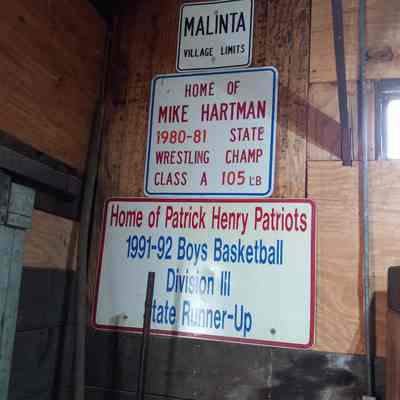 MALINTA
VILLAGE LIMITS
HOME OF
MIKE HARTMAN
1980-81 STATE
WRESTLING CHAMP
CLASS A 105 LB
Home of Patrick Henry Patriots
1991-92 Boys Basketball
Division III
State Runner-Up